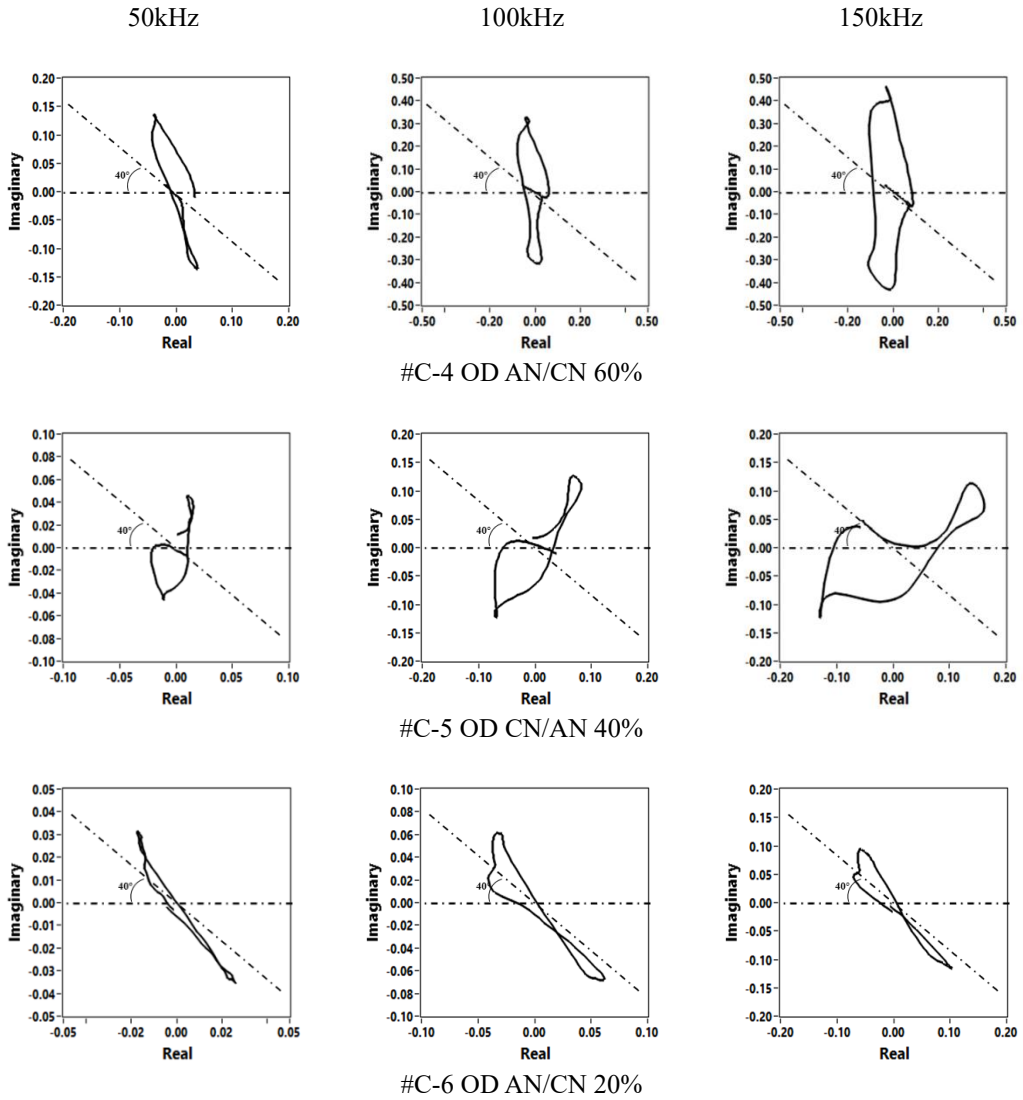 50kHz 100kHz 150kHz
0.20 0.15 0.10 0.05 0.00 -0.05 -0.10 -0.15 -0.20
Imaginary
40°
-0.20 0.00 0.10 0.20
Real
0.50 0.40 0.30 0.20 0.10 0.00 -0.10 -0.20 -0.30 -0.40 -0.50
Imaginary
40°
-0.50 -0.20 0.00 0.20 0.50
Real
0.50 0.40 0.30 0.20 0.10 0.00 -0.10 -0.20 -0.30 -0.40 -0.50
Imaginary
40°
-0.50 -0.20 0.00 0.20 0.50
Real
#C-4 OD AN/CN 60%
0.10 0.08 0.06 0.04 0.02 0.00 -0.02 -0.04 -0.06 -0.08 -0.10
Imaginary
40°
-0.10 -0.05 0.00 0.05 0.10
Real
0.20 0.15 0.10 0.05 0.00 -0.05 -0.10 -0.15 -0.20
Imaginary
40°
-0.20 -0.10 0.00 0.10 0.20
Real
0.20 0.15 0.10 0.05 0.00 -0.05 -0.10 -0.15 -0.20
Imaginary
40°
-0.20 -0.10 0.00 0.10 0.20
Real
#C-5 OD CN/AN 40%
0.05 0.04 0.03 0.02 0.01 0.00 -0.01 -0.02 -0.03 -0.04 -0.05
Imaginary
40°
-0.05 -0.02 0.00 0.02 0.05
Real
0.10 0.08 0.06 0.04 0.02 0.00 -0.02 -0.04 -0.06 -0.08 -0.10
Imaginary
40°
-0.10 -0.05 0.00 0.05 0.10
Real
0.20 0.15 0.10 0.05 0.00 -0.05 -0.10 -0.15 -0.20
Imaginary
40°
-0.20 -0.10 0.00 0.10 0.20
Real
#C-6 OD AN/CN 20%